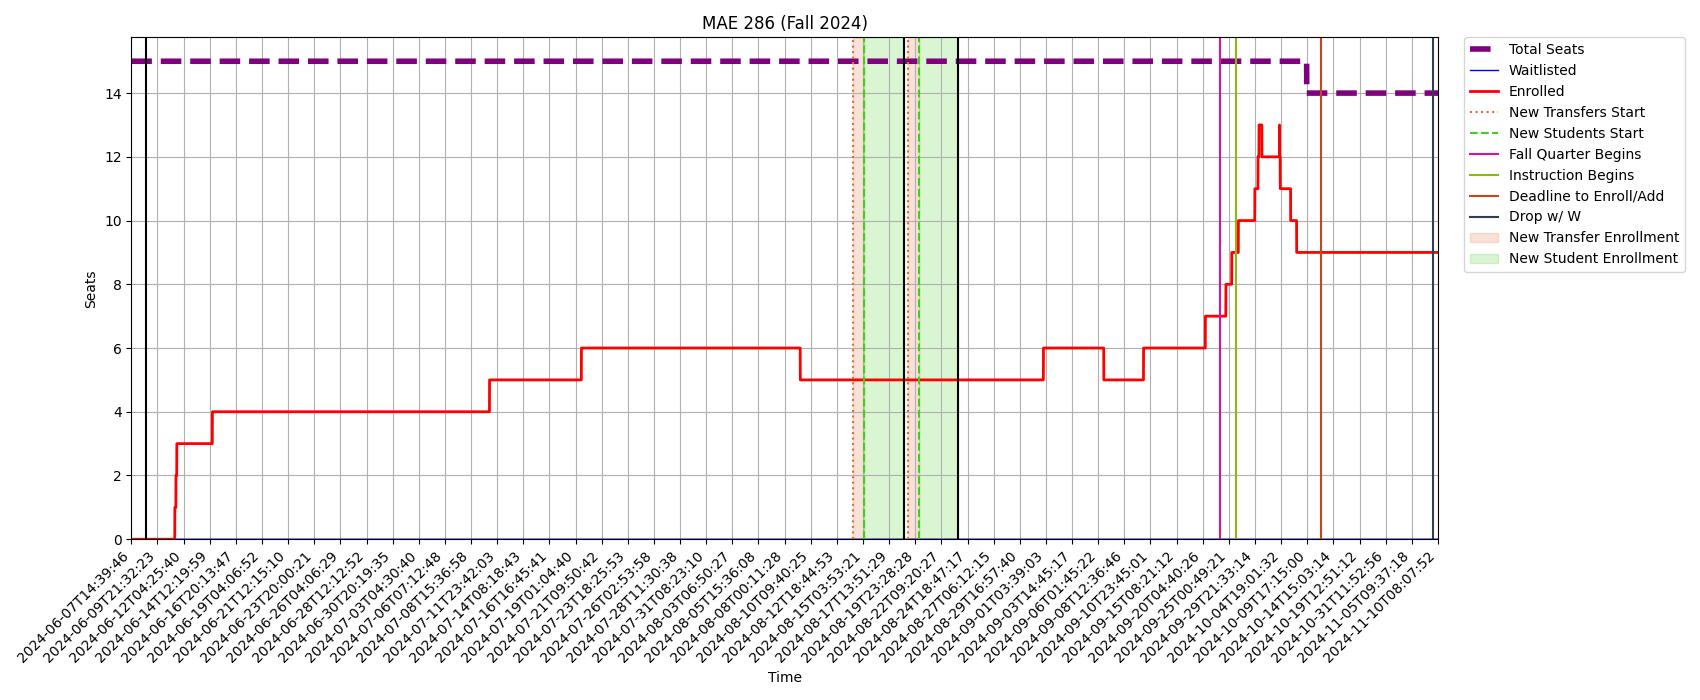 MAE 286 (Fall 2024)
Seats
14
12
10
8
6
4
2
0
2024-06-07T14:39:46
2024-06-09T21:32:23
2024-06-12T04:25:40
2024-06-14T12:19:59
2024-06-16T20:13:47
2024-06-19T04:06:52
2024-06-21T12:15:10
2024-06-23T20:00:21
2024-06-26T04:06:29
2024-06-28T12:12:52
2024-06-30T20:19:35
2024-07-03T04:30:40
2024-07-06T07:12:48
2024-07-08T15:36:58
2024-07-11T23:42:03
2024-07-14T08:18:43
2024-07-16T16:45:41
2024-07-19T01:04:40
2024-07-21T09:50:42
2024-07-23T18:25:53
2024-07-26T02:53:58
2024-07-28T11:30:38
2024-07-31T08:23:10
2024-08-03T06:50:27
2024-08-05T15:36:08
2024-08-08T00:11:28
2024-08-10T09:40:25
2024-08-12T18:44:53
2024-08-15T03:53:21
2024-08-17T13:51:29
2024-08-19T23:28:28
2024-08-22T09:20:27
2024-08-24T18:47:17
2024-08-27T06:12:15
2024-08-29T16:57:40
2024-09-01T03:39:03
2024-09-03T14:45:17
2024-09-06T01:45:22
2024-09-08T12:36:46
2024-09-10T23:45:01
2024-09-15T08:21:12
2024-09-20T04:40:26
2024-09-25T00:49:21
2024-09-29T21:33:14
2024-10-04T19:01:32
2024-10-09T17:15:00
2024-10-14T15:03:14
2024-10-19T12:51:12
2024-10-31T11:52:56
2024-11-05T09:37:18
2024-11-10T08:07:52
Time
Total Seats
Waitlisted
Enrolled
New Transfers Start
New Students Start
Fall Quarter Begins
Instruction Begins
Deadline to Enroll/Add
Drop w/ W
New Transfer Enrollment
New Student Enrollment